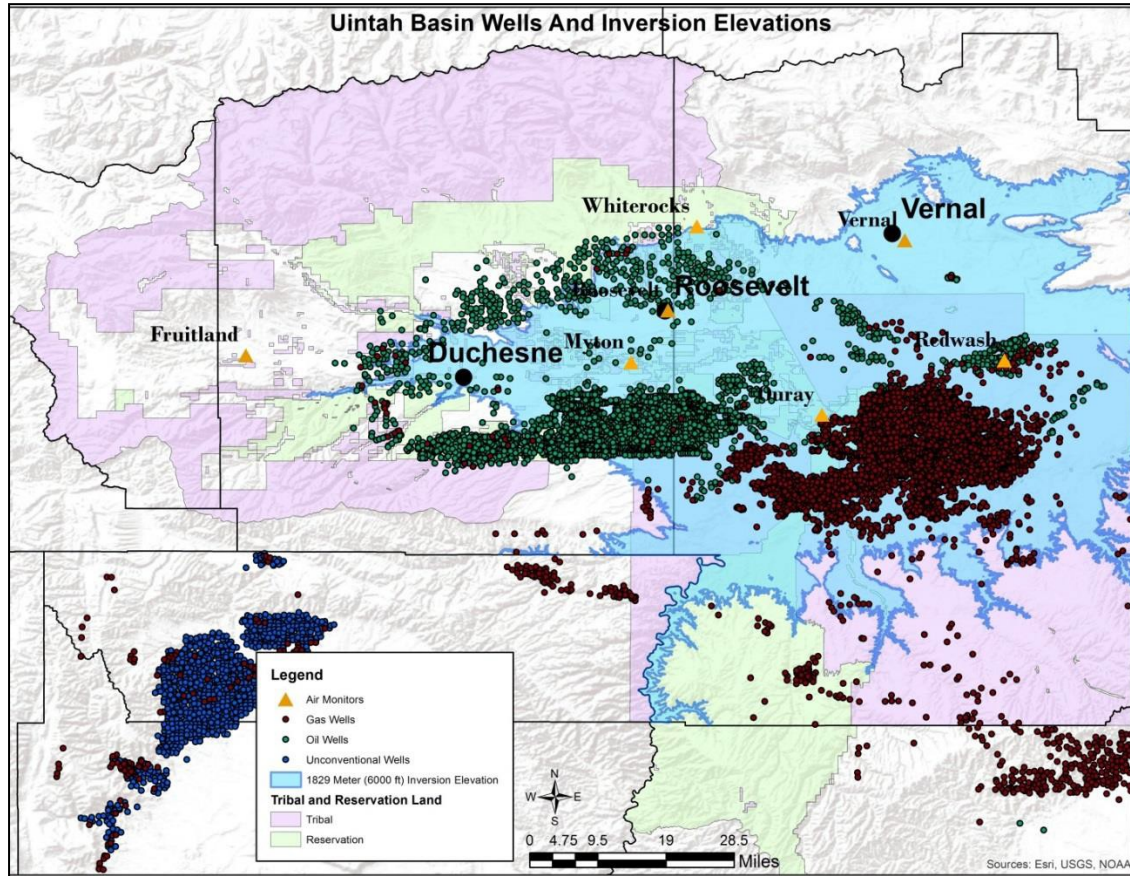 Uintah Basin Wells And Inversion Elevations
Whiterocks
Vernal
Vernal
Roosevelt
Roosevelt
Fruitland
Duchesne
Myton
Redwash
Ouray
Legend
Air Monitors
Gas Wells
Oil Wells
Unconventional Wells
1829 Meter (6000 ft) Inversion Elevation
Tribal and Reservation Land
Tribal
Reservation
N
W E
S
0 4.75 9.5 19 28.5
Miles
Sources: Esri, USGS, NOAA